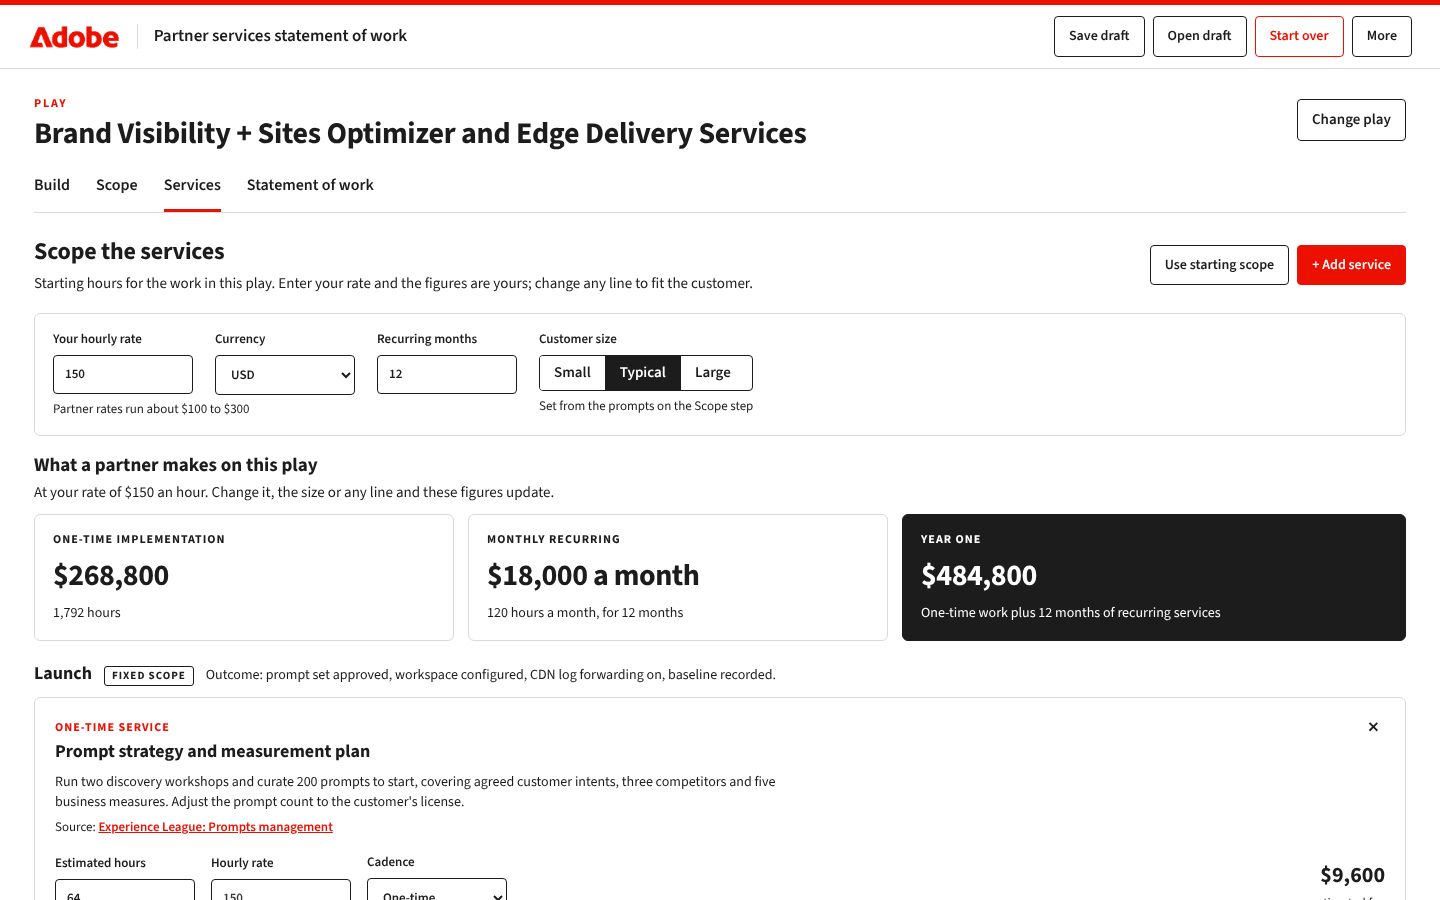 Adobe
Partner services statement of work
Save draft
Open draft
Start over
More
PLAY
Brand Visibility + Sites Optimizer and Edge Delivery Services
Change play
Build
Scope
Services
Statement of work
Scope the services
Starting hours for the work in this play. Enter your rate and the figures are yours; change any line to fit the customer.
Use starting scope
+ Add service
Your hourly rate
Currency
Recurring months
Customer size
150
USD
12
Small
Typical
Large
Partner rates run about $100 to $300
Set from the prompts on the Scope step
What a partner makes on this play
At your rate of $150 an hour. Change it, the size or any line and these figures update.
ONE-TIME IMPLEMENTATION
$268,800
1,792 hours
MONTHLY RECURRING
$18,000 a month
120 hours a month, for 12 months
YEAR ONE
$484,800
One-time work plus 12 months of recurring services
Launch
FIXED SCOPE
Outcome: prompt set approved, workspace configured, CDN log forwarding on, baseline recorded.
ONE-TIME SERVICE
Prompt strategy and measurement plan
Run two discovery workshops and curate 200 prompts to start, covering agreed customer intents, three competitors and five
business measures. Adjust the prompt count to the customer's license.
Source: Experience League: Prompts management
Estimated hours
Hourly rate
Cadence
64
150
One-time
$9,600